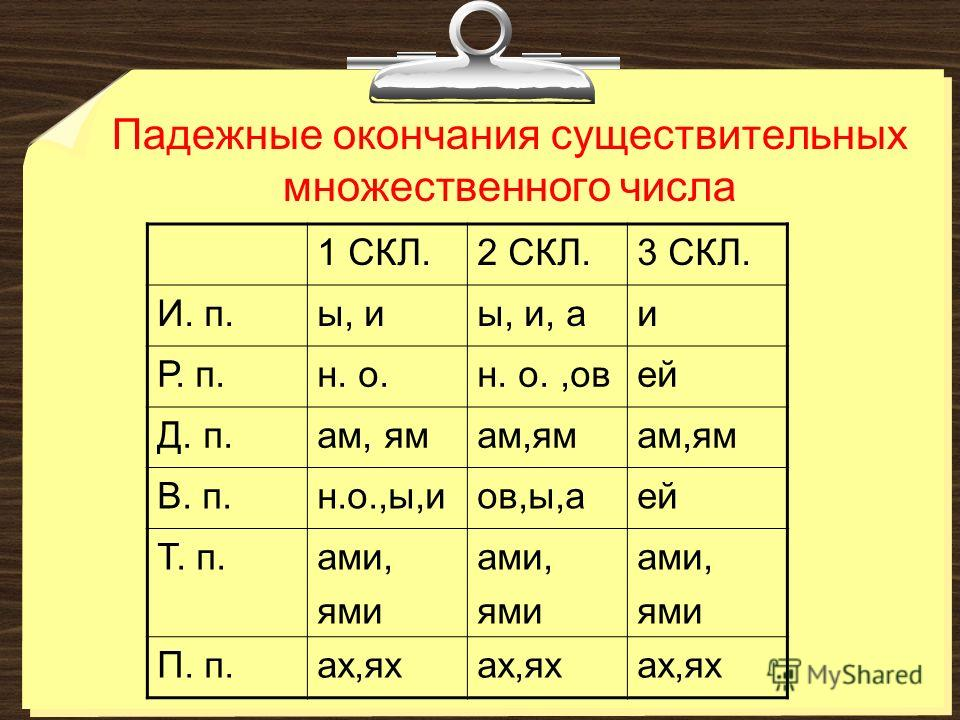 Падежные окончания существительных
множественного числа
1 СКЛ. 2 СКЛ. 3 СКЛ.
И. п. ы, и ы, и, а и
Р. п. н. о. н. о. ,ов ей
Д. п. ам, ям ам,ям ам,ям
В. п. н.о.,ы,и ов,ы,а ей
Т. п. ами, ами, ами,
ями ями ями
П. п. ах,ях ах,ях ах,ях
MyShared